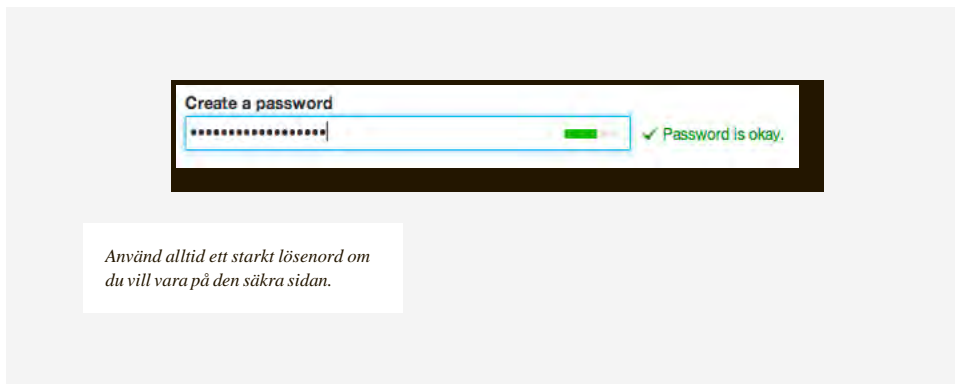 Create a password
••••••••••••••••••
✓ Password is okay.
Använd alltid ett starkt lösenord om
du vill vara på den säkra sidan.